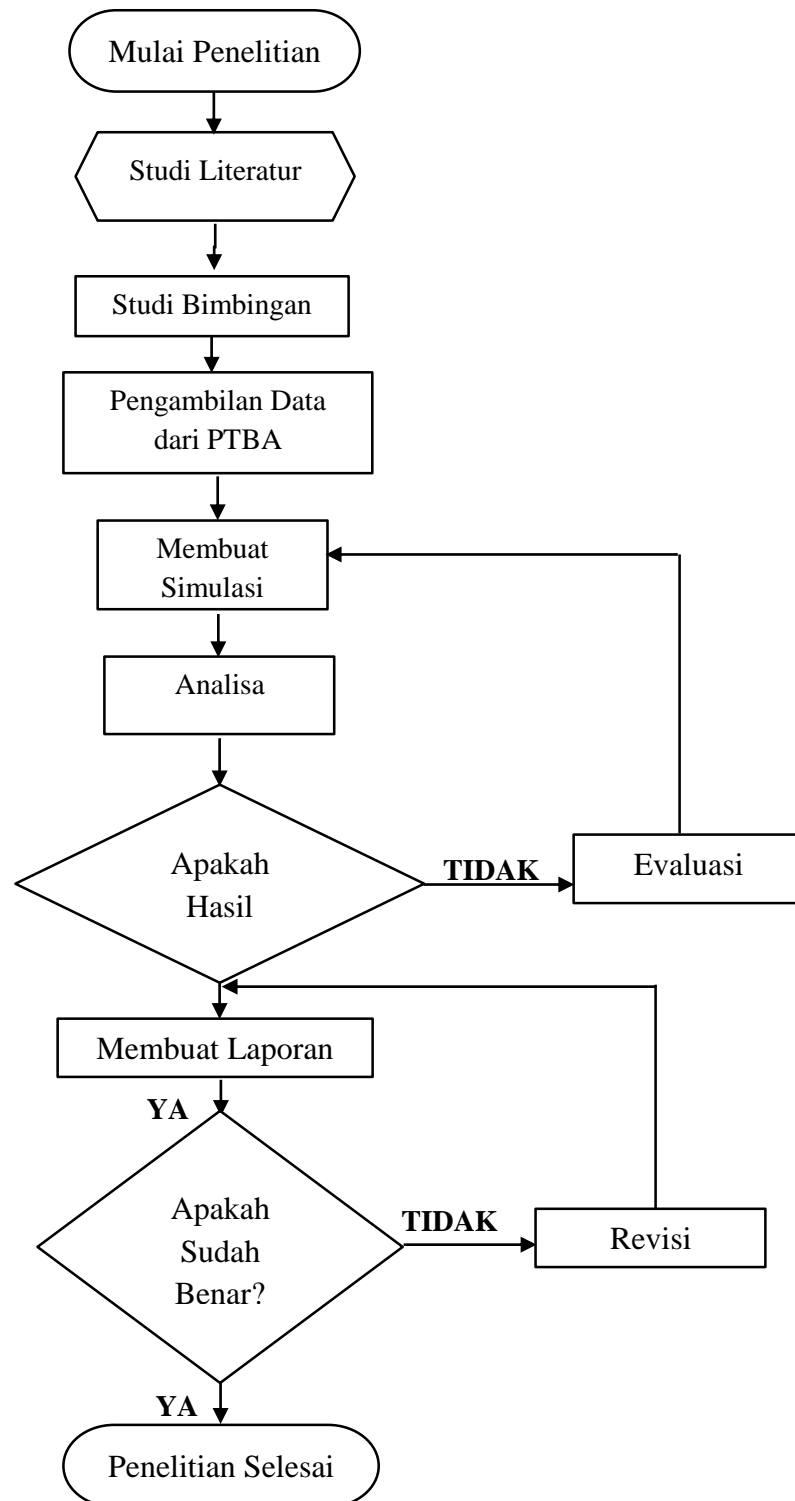 Mulai Penelitian
Studi Literatur
Studi Bimbingan
Pengambilan Data
dari PTBA
Membuat
Simulasi
Analisa
Apakah
Hasil
TIDAK
Evaluasi
Membuat Laporan
YA
Apakah
Sudah
Benar?
TIDAK
Revisi
YA
Penelitian Selesai